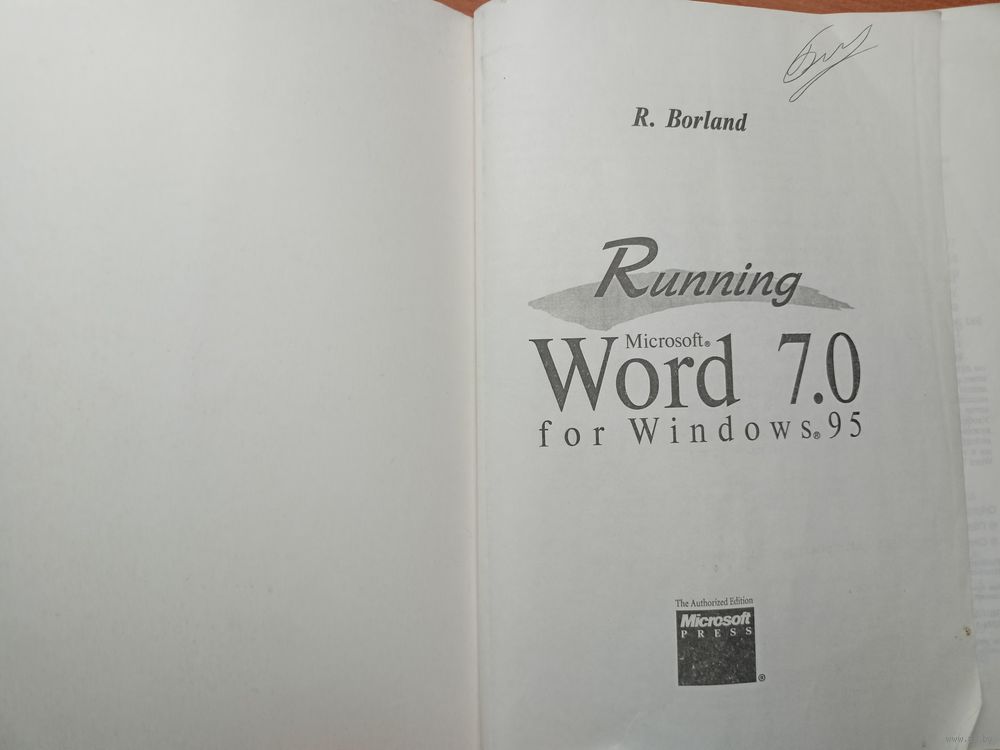 R. Borland
Running
Microsoft®
Word 7.0
for Windows® 95
The Authorized Edition
Microsoft
PRESS
®